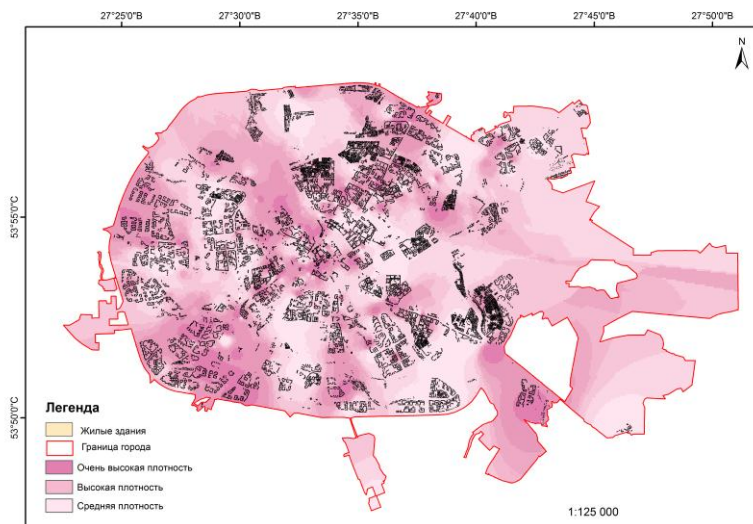 27°25'0"В 27°30'0"В 27°35'0"В 27°40'0"В 27°45'0"В 27°50'0"В
N
53°55'0"С
53°50'0"С
Легенда
Жилые здания
Граница города
Очень высокая плотность
Высокая плотность
Средняя плотность
1:125 000